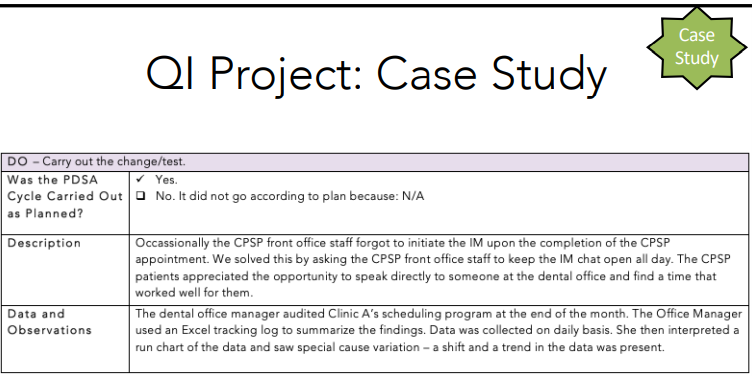 Case
Study
QI Project: Case Study
DO – Carry out the change/test.
Was the PDSA
Cycle Carried Out
as Planned?
✓ Yes.
❑ No. It did not go according to plan because: N/A
Description
Occassionally the CPSP front office staff forgot to initiate the IM upon the completion of the CPSP
appointment. We solved this by asking the CPSP front office staff to keep the IM chat open all day. The CPSP
patients appreciated the opportunity to speak directly to someone at the dental office and find a time that
worked well for them.
Data and
Observations
The dental office manager audited Clinic A's scheduling program at the end of the month. The Office Manager
used an Excel tracking log to summarize the findings. Data was collected on daily basis. She then interpreted a
run chart of the data and saw special cause variation – a shift and a trend in the data was present.